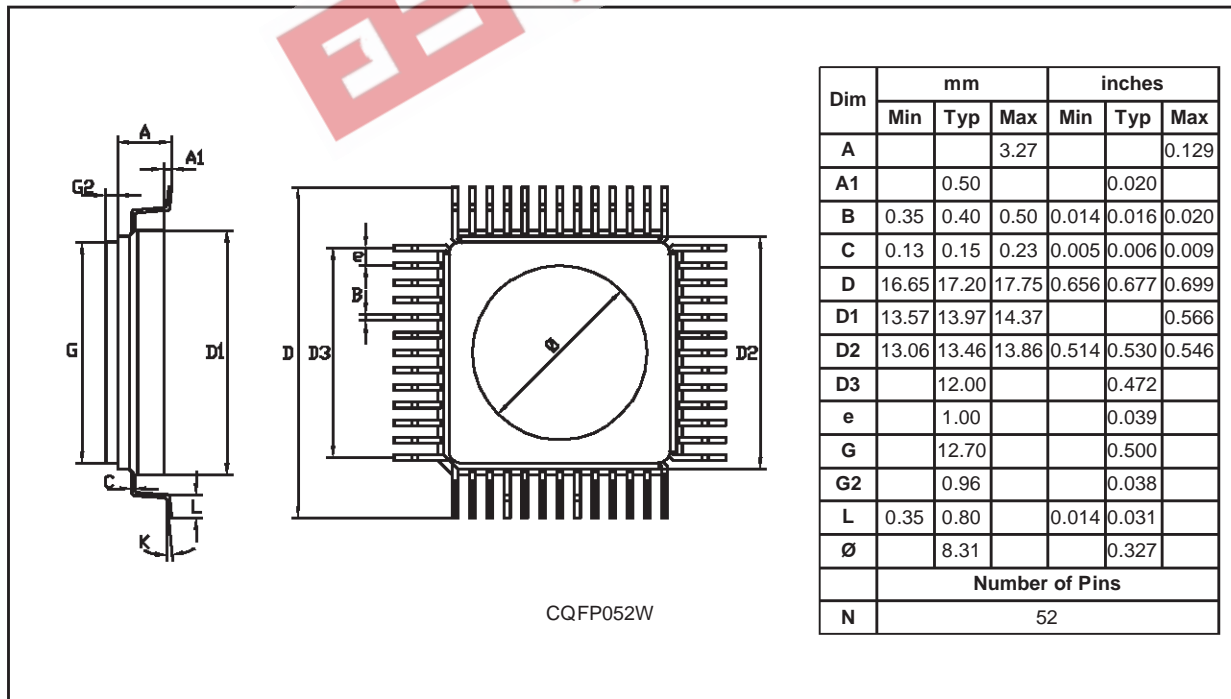 A
A1
G2
G
D1
C
L
K
e
B
D
D3
D2
Ø
CQFP052W
Dim mm inches
Min Typ Max Min Typ Max
A 3.27 0.129
A1 0.50 0.020
B 0.35 0.40 0.50 0.014 0.016 0.020
C 0.13 0.15 0.23 0.005 0.006 0.009
D 16.65 17.20 17.75 0.656 0.677 0.699
D1 13.57 13.97 14.37 0.566
D2 13.06 13.46 13.86 0.514 0.530 0.546
D3 12.00 0.472
e 1.00 0.039
G 12.70 0.500
G2 0.96 0.038
L 0.35 0.80 0.014 0.031
Ø 8.31 0.327
Number of Pins
N 52